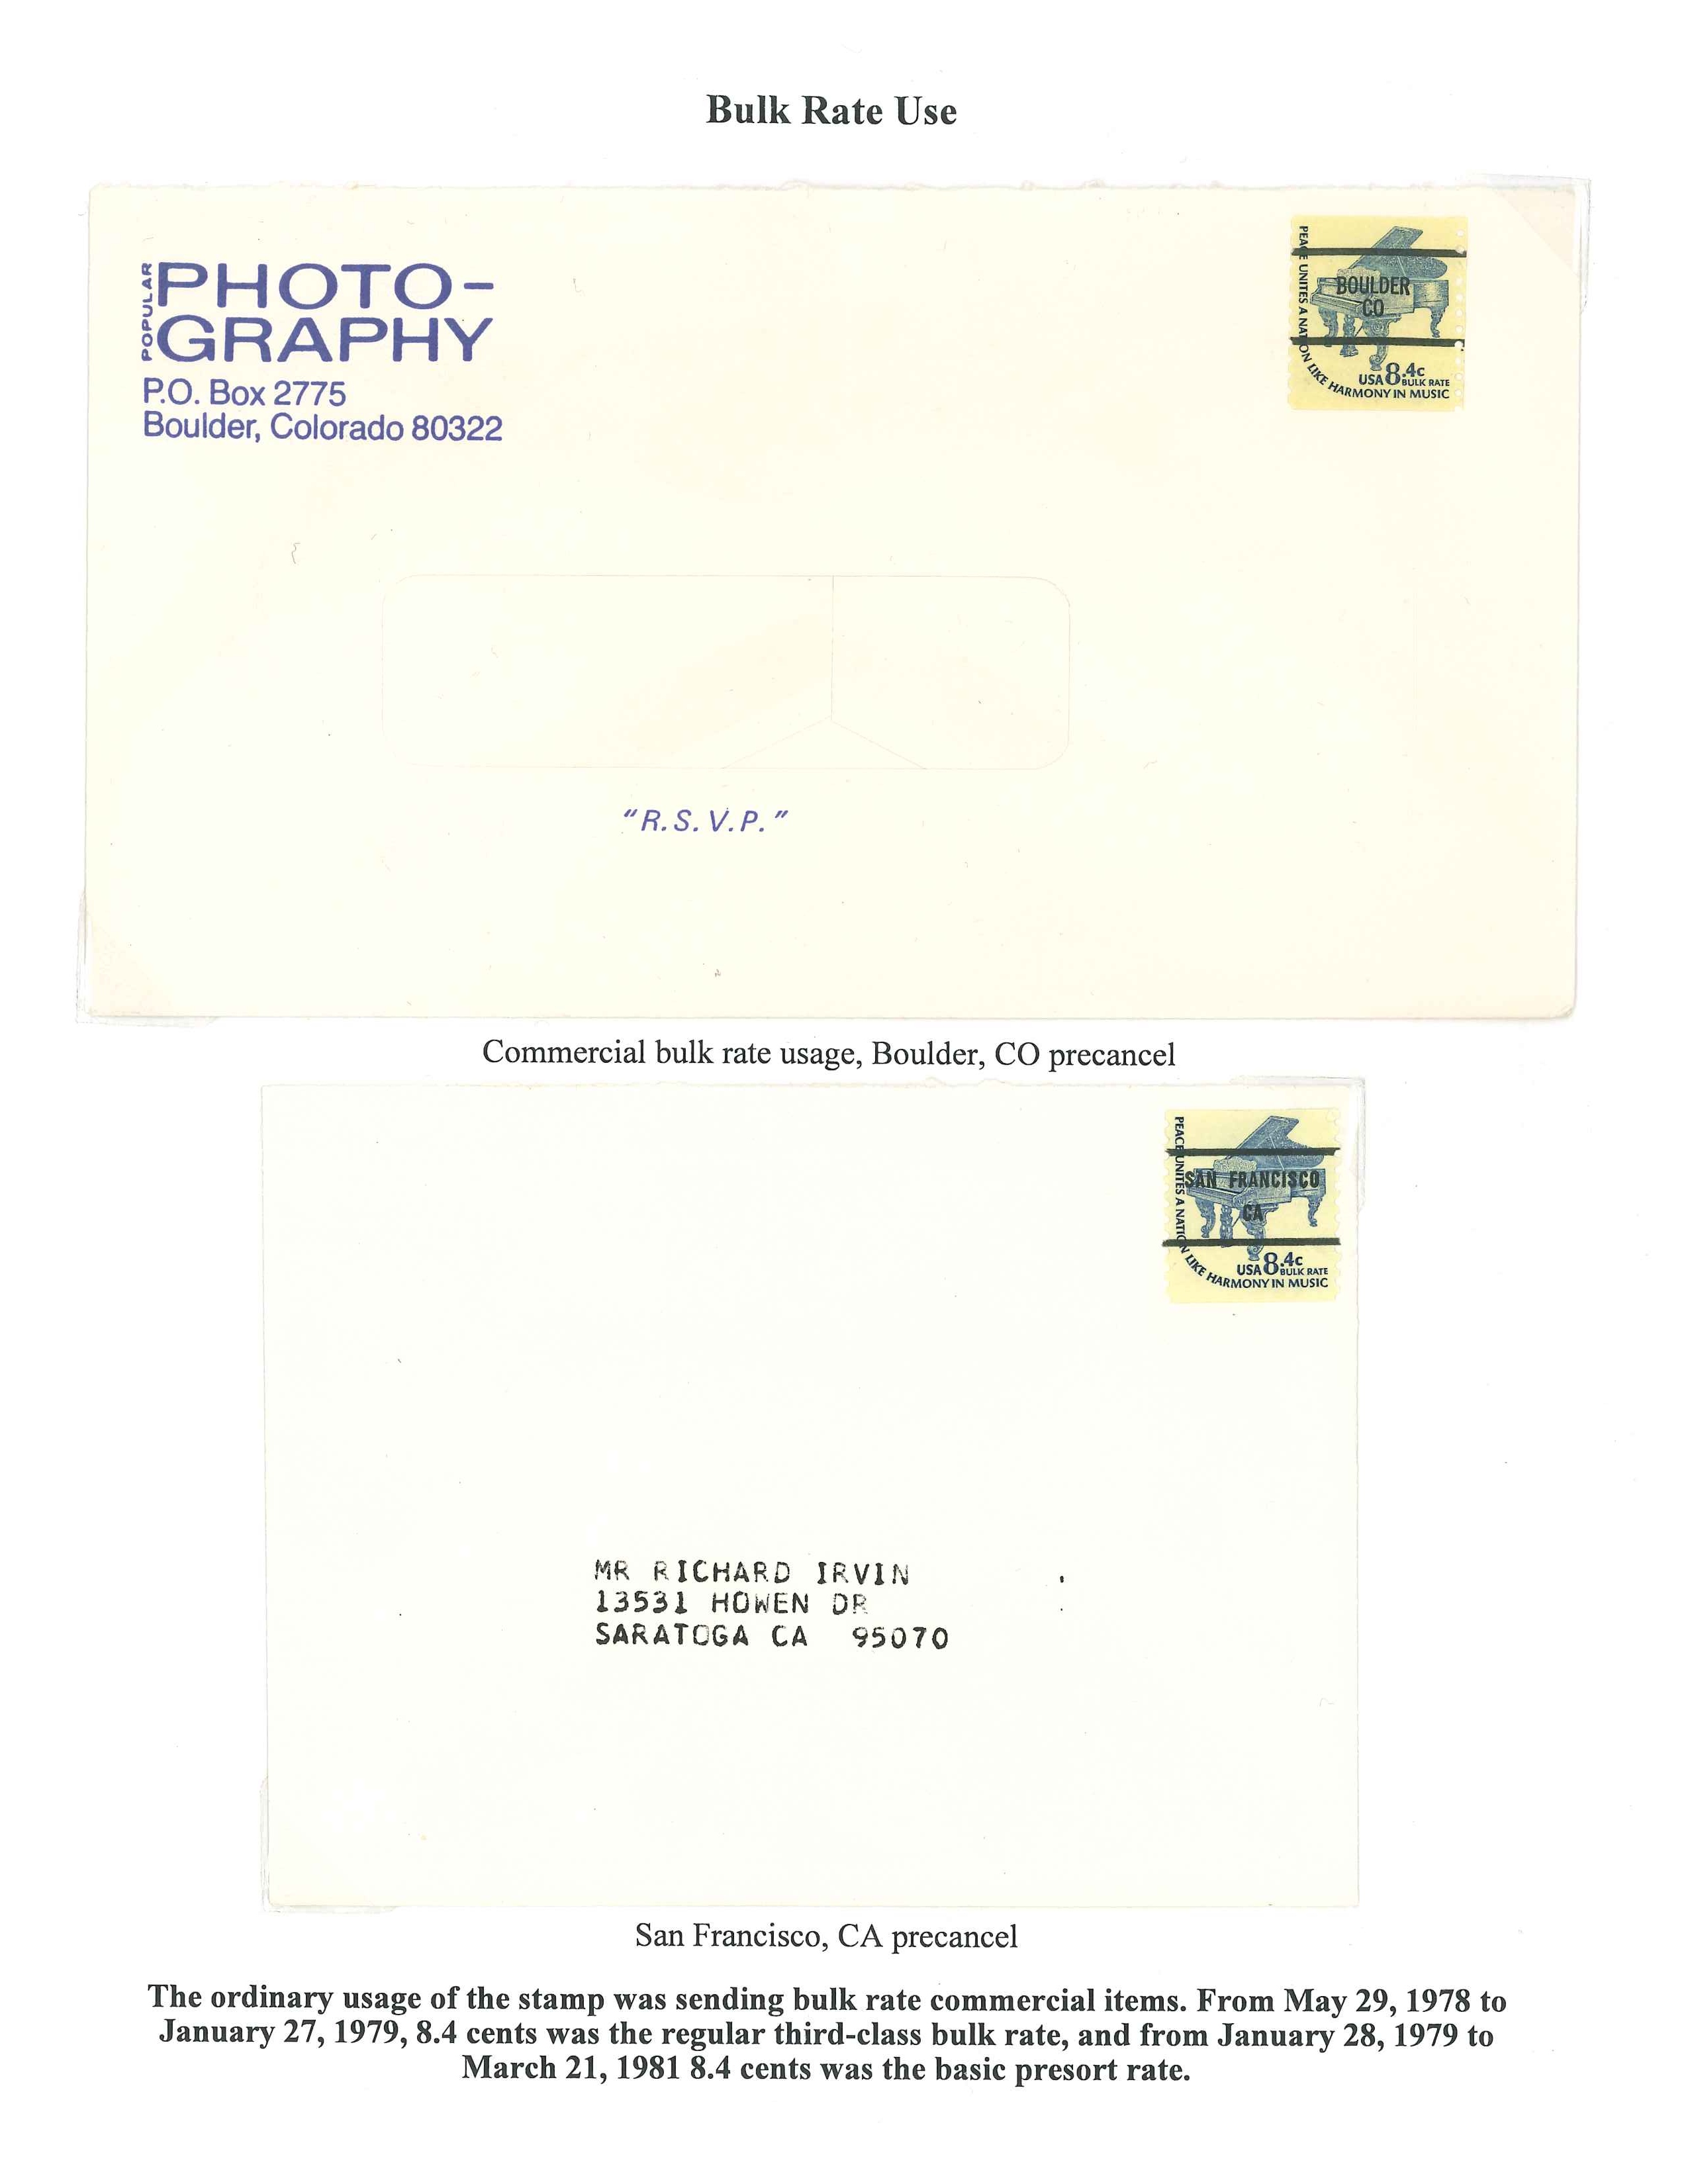 Bulk Rate Use
POPULAR
PHOTO-
GRAPHY
P.O. Box 2775
Boulder, Colorado 80322
PEACE UNITES A NATION LIKE HARMONY IN MUSIC
BOULDER
CO
USA 8.4c
BULK RATE
"R.S.V.P."
Commercial bulk rate usage, Boulder, CO precancel
PEACE UNITES A NATION LIKE HARMONY IN MUSIC
SAN FRANCISCO
CA
USA 8.4c
BULK RATE
MR RICHARD IRVIN
13531 HOWEN DR
SARATOGA CA 95070
San Francisco, CA precancel
The ordinary usage of the stamp was sending bulk rate commercial items. From May 29, 1978 to
January 27, 1979, 8.4 cents was the regular third-class bulk rate, and from January 28, 1979 to
March 21, 1981 8.4 cents was the basic presort rate.